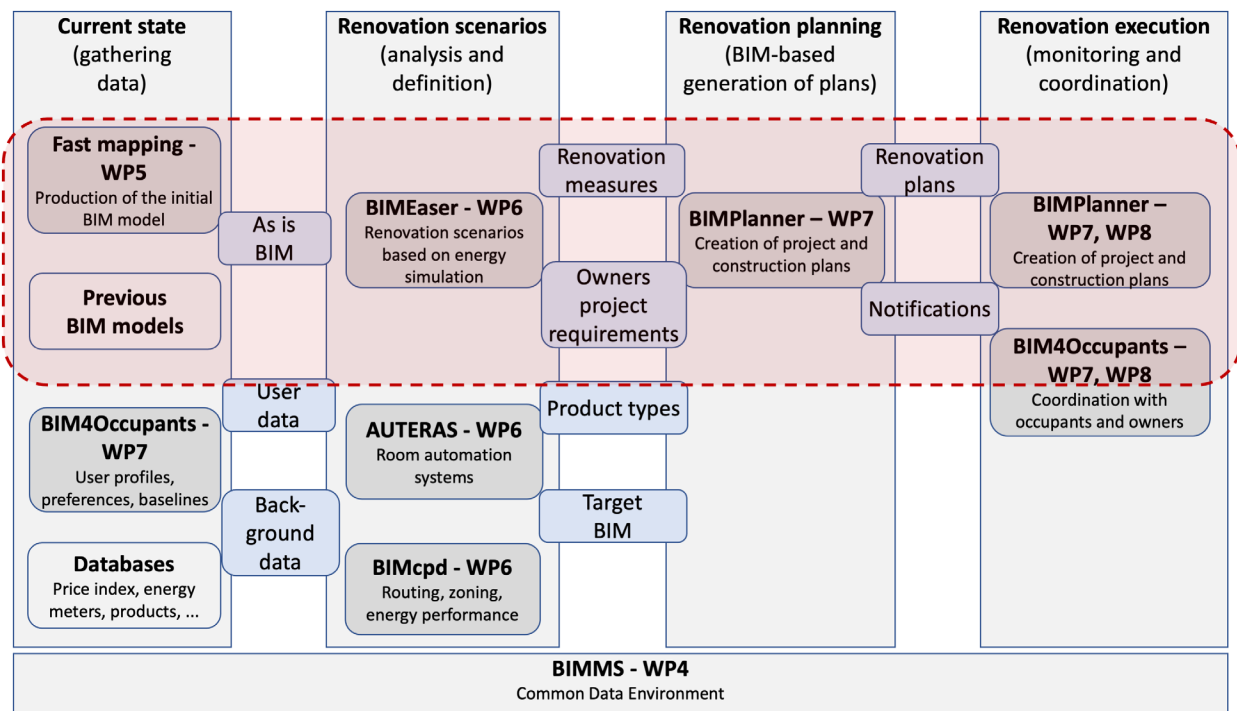 Current state
(gathering
data)
Fast mapping -
WP5
Production of the initial
BIM model
Previous
BIM models
BIM4Occupants -
WP7
User profiles,
preferences, baselines
Databases
Price index, energy
meters, products, ...
As is
BIM
User
data
Back-
ground
data
Renovation scenarios
(analysis and
definition)
BIMEaser - WP6
Renovation scenarios
based on energy
simulation
AUTERAS - WP6
Room automation
systems
BIMcpd - WP6
Routing, zoning,
energy performance
Renovation
measures
Owners
project
requirements
Product types
Target
BIM
Renovation planning
(BIM-based
generation of plans)
BIMPlanner – WP7
Creation of project and
construction plans
Renovation
plans
Notifications
Renovation execution
(monitoring and
coordination)
BIMPlanner –
WP7, WP8
Creation of project and
construction plans
BIM4Occupants –
WP7, WP8
Coordination with
occupants and owners
BIMMS - WP4
Common Data Environment